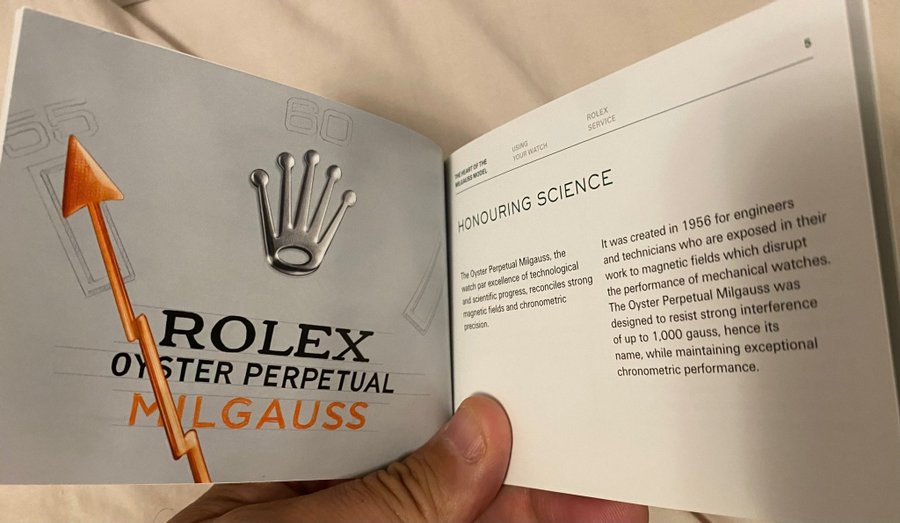 55
60
ROLEX
OYSTER PERPETUAL
MILGAUSS
5
THE HEART OF THE
MILGAUSS MODEL
USING
YOUR WATCH
ROLEX
SERVICE
HONOURING SCIENCE
The Oyster Perpetual Milgauss, the
watch par excellence of technological
and scientific progress, reconciles strong
magnetic fields and chronometric
precision.
It was created in 1956 for engineers
and technicians who are exposed in their
work to magnetic fields which disrupt
the performance of mechanical watches.
The Oyster Perpetual Milgauss was
designed to resist strong interference
of up to 1,000 gauss, hence its
name, while maintaining exceptional
chronometric performance.